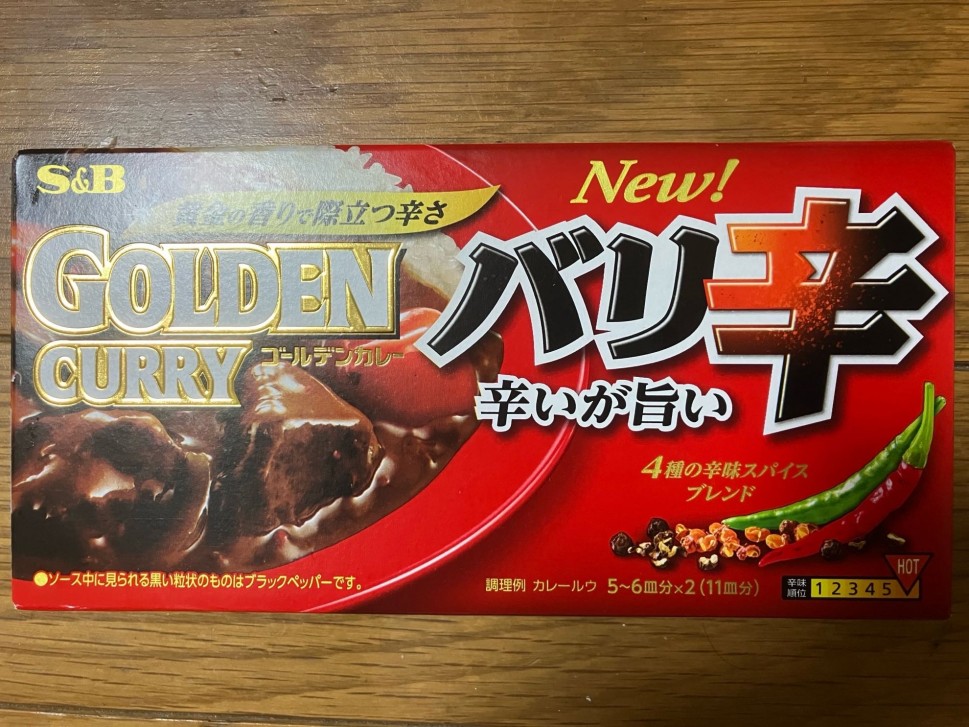 S&B
黄金の香りで際立つ辛さ
GOLDEN
CURRY ゴールデンカレー
New!
バリ辛
辛いが旨い
4種の辛味スパイス
ブレンド
●ソース中に見られる黒い粒状のものはブラックペッパーです。
調理例 カレールウ 5~6皿分×2 (11皿分)
辛味
順位
1 2 3 4 5
HOT